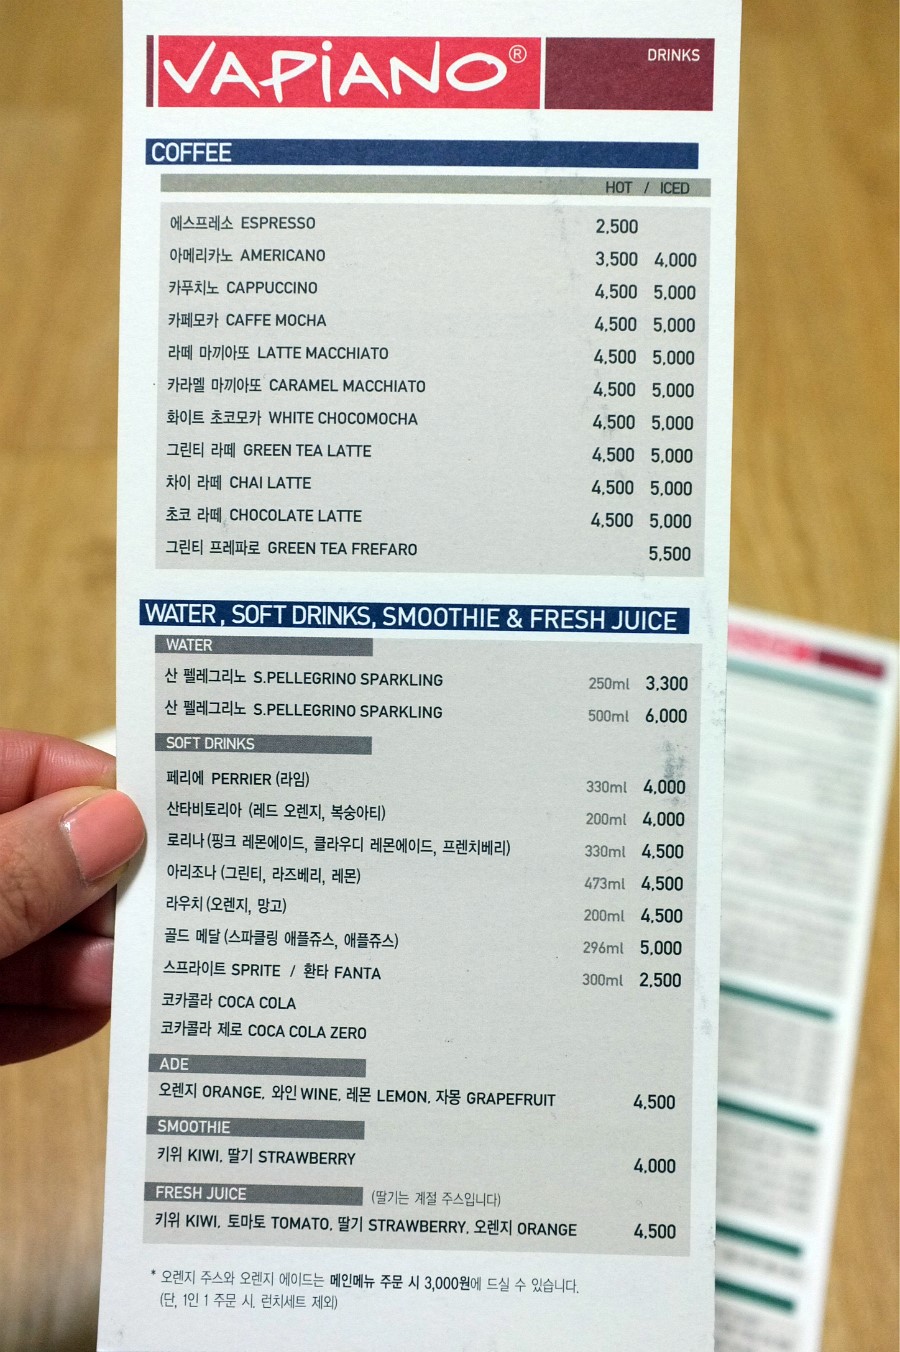 VAPIANO®
DRINKS
COFFEE
HOT / ICED
에스프레소 ESPRESSO 2,500
아메리카노 AMERICANO 3,500 4,000
카푸치노 CAPPUCCINO 4,500 5,000
카페모카 CAFFE MOCHA 4,500 5,000
라떼 마끼아또 LATTE MACCHIATO 4,500 5,000
카라멜 마끼아또 CARAMEL MACCHIATO 4,500 5,000
화이트 초코모카 WHITE CHOCOMOCHA 4,500 5,000
그린티 라떼 GREEN TEA LATTE 4,500 5,000
차이 라떼 CHAI LATTE 4,500 5,000
초코 라떼 CHOCOLATE LATTE 4,500 5,000
그린티 프레파로 GREEN TEA FREFARO 5,500
WATER, SOFT DRINKS, SMOOTHIE & FRESH JUICE
WATER
산 펠레그리노 S.PELLEGRINO SPARKLING 250ml 3,300
산 펠레그리노 S.PELLEGRINO SPARKLING 500ml 6,000
SOFT DRINKS
페리에 PERRIER (라임) 330ml 4,000
산타비토리아 (레드 오렌지, 복숭아티) 200ml 4,000
로리나 (핑크 레몬에이드, 클라우디 레몬에이드, 프렌치베리) 330ml 4,500
아리조나 (그린티, 라즈베리, 레몬) 473ml 4,500
라우치 (오렌지, 망고) 200ml 4,500
골드 메달 (스파클링 애플쥬스, 애플쥬스) 296ml 5,000
스프라이트 SPRITE / 환타 FANTA 300ml 2,500
코카콜라 COCA COLA
코카콜라 제로 COCA COLA ZERO
ADE
오렌지 ORANGE, 와인 WINE, 레몬 LEMON, 자몽 GRAPEFRUIT 4,500
SMOOTHIE
키위 KIWI, 딸기 STRAWBERRY 4,000
FRESH JUICE (딸기는 계절 주스입니다)
키위 KIWI, 토마토 TOMATO, 딸기 STRAWBERRY, 오렌지 ORANGE 4,500
* 오렌지 주스와 오렌지 에이드는 메인메뉴 주문 시 3,000원에 드실 수 있습니다.
(단, 1인 1 주문 시, 런치세트 제외)